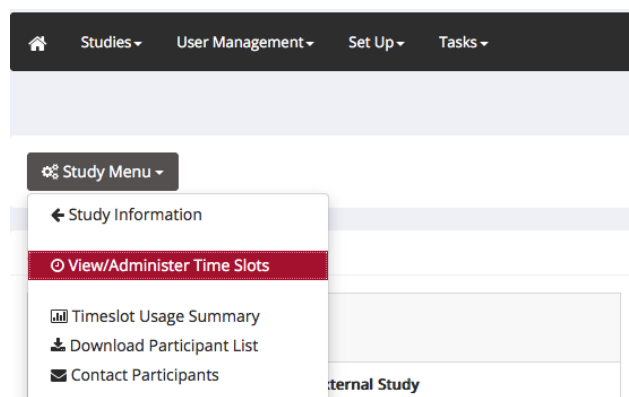 Studies User Management Set Up Tasks
Study Menu
Study Information
View/Administer Time Slots
Timeslot Usage Summary
Download Participant List
Contact Participants
ternal Study